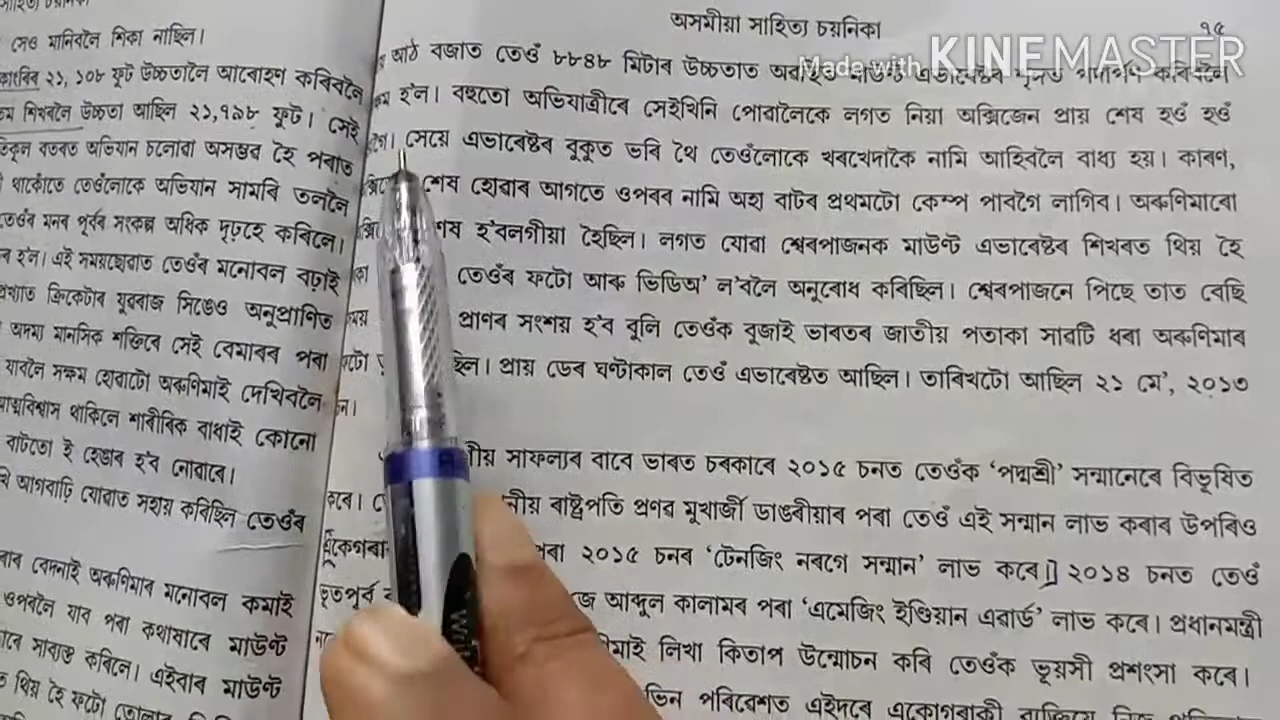 সেও মানিবলৈ শিকা নাছিল।
২১, ১০৮ ফুট উচ্চতালৈ আৰোহণ কৰিবলৈ
শিখৰলৈ উচ্চতা আছিল ২১,৭৯৮ ফুট। সেই
বতৰত অভিযান চলোৱা অসম্ভৱ হৈ পৰাত
থাকোঁতে তেওঁলোকে অভিযান সামৰি তললৈ
তেওঁৰ মনৰ পূৰ্বৰ সংকল্প অধিক দৃঢ়হে কৰিলে।
হ'ল। এই সময়ছোৱাত তেওঁৰ মনোবল বঢ়াই
ক্ৰিকেটাৰ যুৱৰাজ সিঙেও অনুপ্ৰাণিত
অদম্য মানসিক শক্তিৰে সেই বেমাৰৰ পৰা
যাবলৈ সক্ষম হোৱাটো অৰুণিমাই দেখিবলৈ
থাকিলে শাৰীৰিক বাধাই কোনো
বাটতো ই হেঙাৰ হ'ব নোৱাৰে।
আগবাঢ়ি যোৱাত সহায় কৰিছিল তেওঁৰ
বেদনাই অৰুণিমাৰ মনোবল কমাই
ওপৰলৈ যাব পৰা কথাষাৰে মাউণ্ট
সাব্যস্ত কৰিলে। এইবাৰ মাউণ্ট
থিয় হৈ ফটো তোলাৰ
অসমীয়া সাহিত্য চয়নিকা ৭৫
আঠ বজাত তেওঁ ৮৮৪৮ মিটাৰ উচ্চতাত
Made with KINEMASTER
হ'ল। বহুতো অভিযাত্ৰীৰে সেইখিনি পোৱালৈকে লগত নিয়া অক্সিজেন প্ৰায় শেষ হওঁ হওঁ
সেয়ে এভাৰেষ্টৰ বুকুত ভৰি থৈ তেওঁলোকে খৰখেদাকৈ নামি আহিবলৈ বাধ্য হয়। কাৰণ,
শেষ হোৱাৰ আগতে ওপৰৰ নামি অহা বাটৰ প্ৰথমটো কেম্প পাবগৈ লাগিব। অৰুণিমাৰো
হ'বলগীয়া হৈছিল। লগত যোৱা শ্বেৰপাজনক মাউণ্ট এভাৰেষ্টৰ শিখৰত থিয় হৈ
তেওঁৰ ফটো আৰু ভিডিঅ' ল'বলৈ অনুৰোধ কৰিছিল। শ্বেৰপাজনে পিছে তাত বেছি
প্ৰাণৰ সংশয় হ'ব বুলি তেওঁক বুজাই ভাৰতৰ জাতীয় পতাকা সাৱটি ধৰা অৰুণিমাৰ
প্ৰায় ডেৰ ঘণ্টাকাল তেওঁ এভাৰেষ্টত আছিল। তাৰিখটো আছিল ২১ মে', ২০১৩
সাফল্যৰ বাবে ভাৰত চৰকাৰে ২০১৫ চনত তেওঁক ‘পদ্মশ্ৰী’ সন্মানেৰে বিভূষিত
কৰে। ৰাষ্ট্ৰপতি প্ৰণৱ মুখাৰ্জী ডাঙৰীয়াৰ পৰা তেওঁ এই সন্মান লাভ কৰাৰ উপৰিও
২০১৫ চনৰ ‘টেনজিং নৰগে সন্মান’ লাভ কৰে। ২০১৪ চনত তেওঁ
ভূতপূৰ্ব আব্দুল কালামৰ পৰা ‘এমেজিং ইণ্ডিয়ান এৱাৰ্ড’ লাভ কৰে। প্ৰধানমন্ত্ৰী
লিখা কিতাপ উন্মোচন কৰি তেওঁক ভূয়সী প্ৰশংসা কৰে।
পৰিৱেশত এইদৰে একোগৰাকী